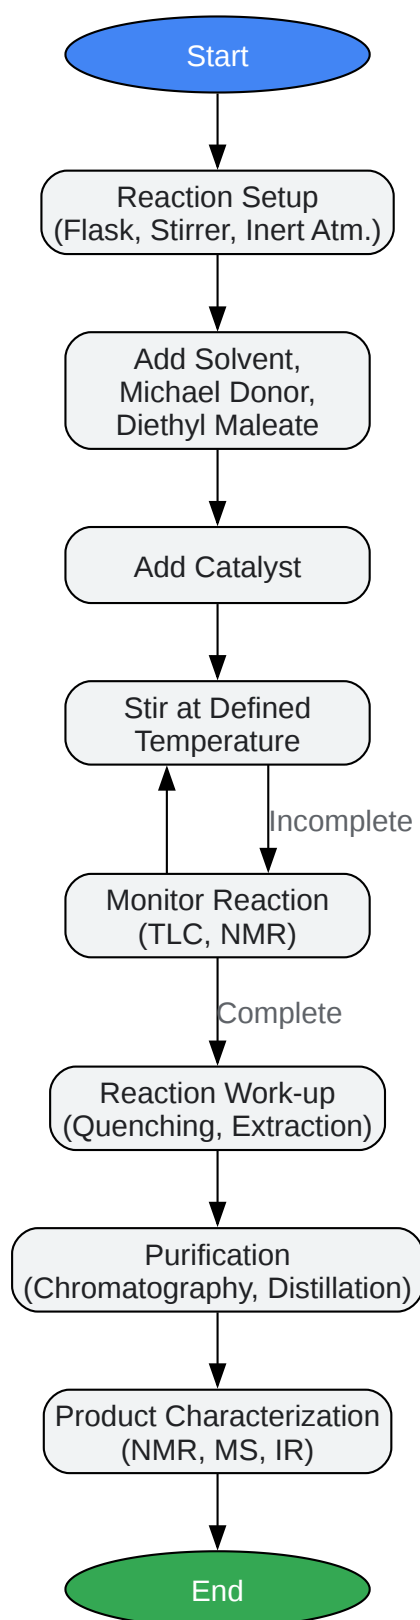 Start
Reaction Setup
(Flask, Stirrer, Inert Atm.)
Add Solvent,
Michael Donor,
Diethyl Maleate
Add Catalyst
Stir at Defined
Temperature
Incomplete
Monitor Reaction
(TLC, NMR)
Complete
Reaction Work-up
(Quenching, Extraction)
Purification
(Chromatography, Distillation)
Product Characterization
(NMR, MS, IR)
End